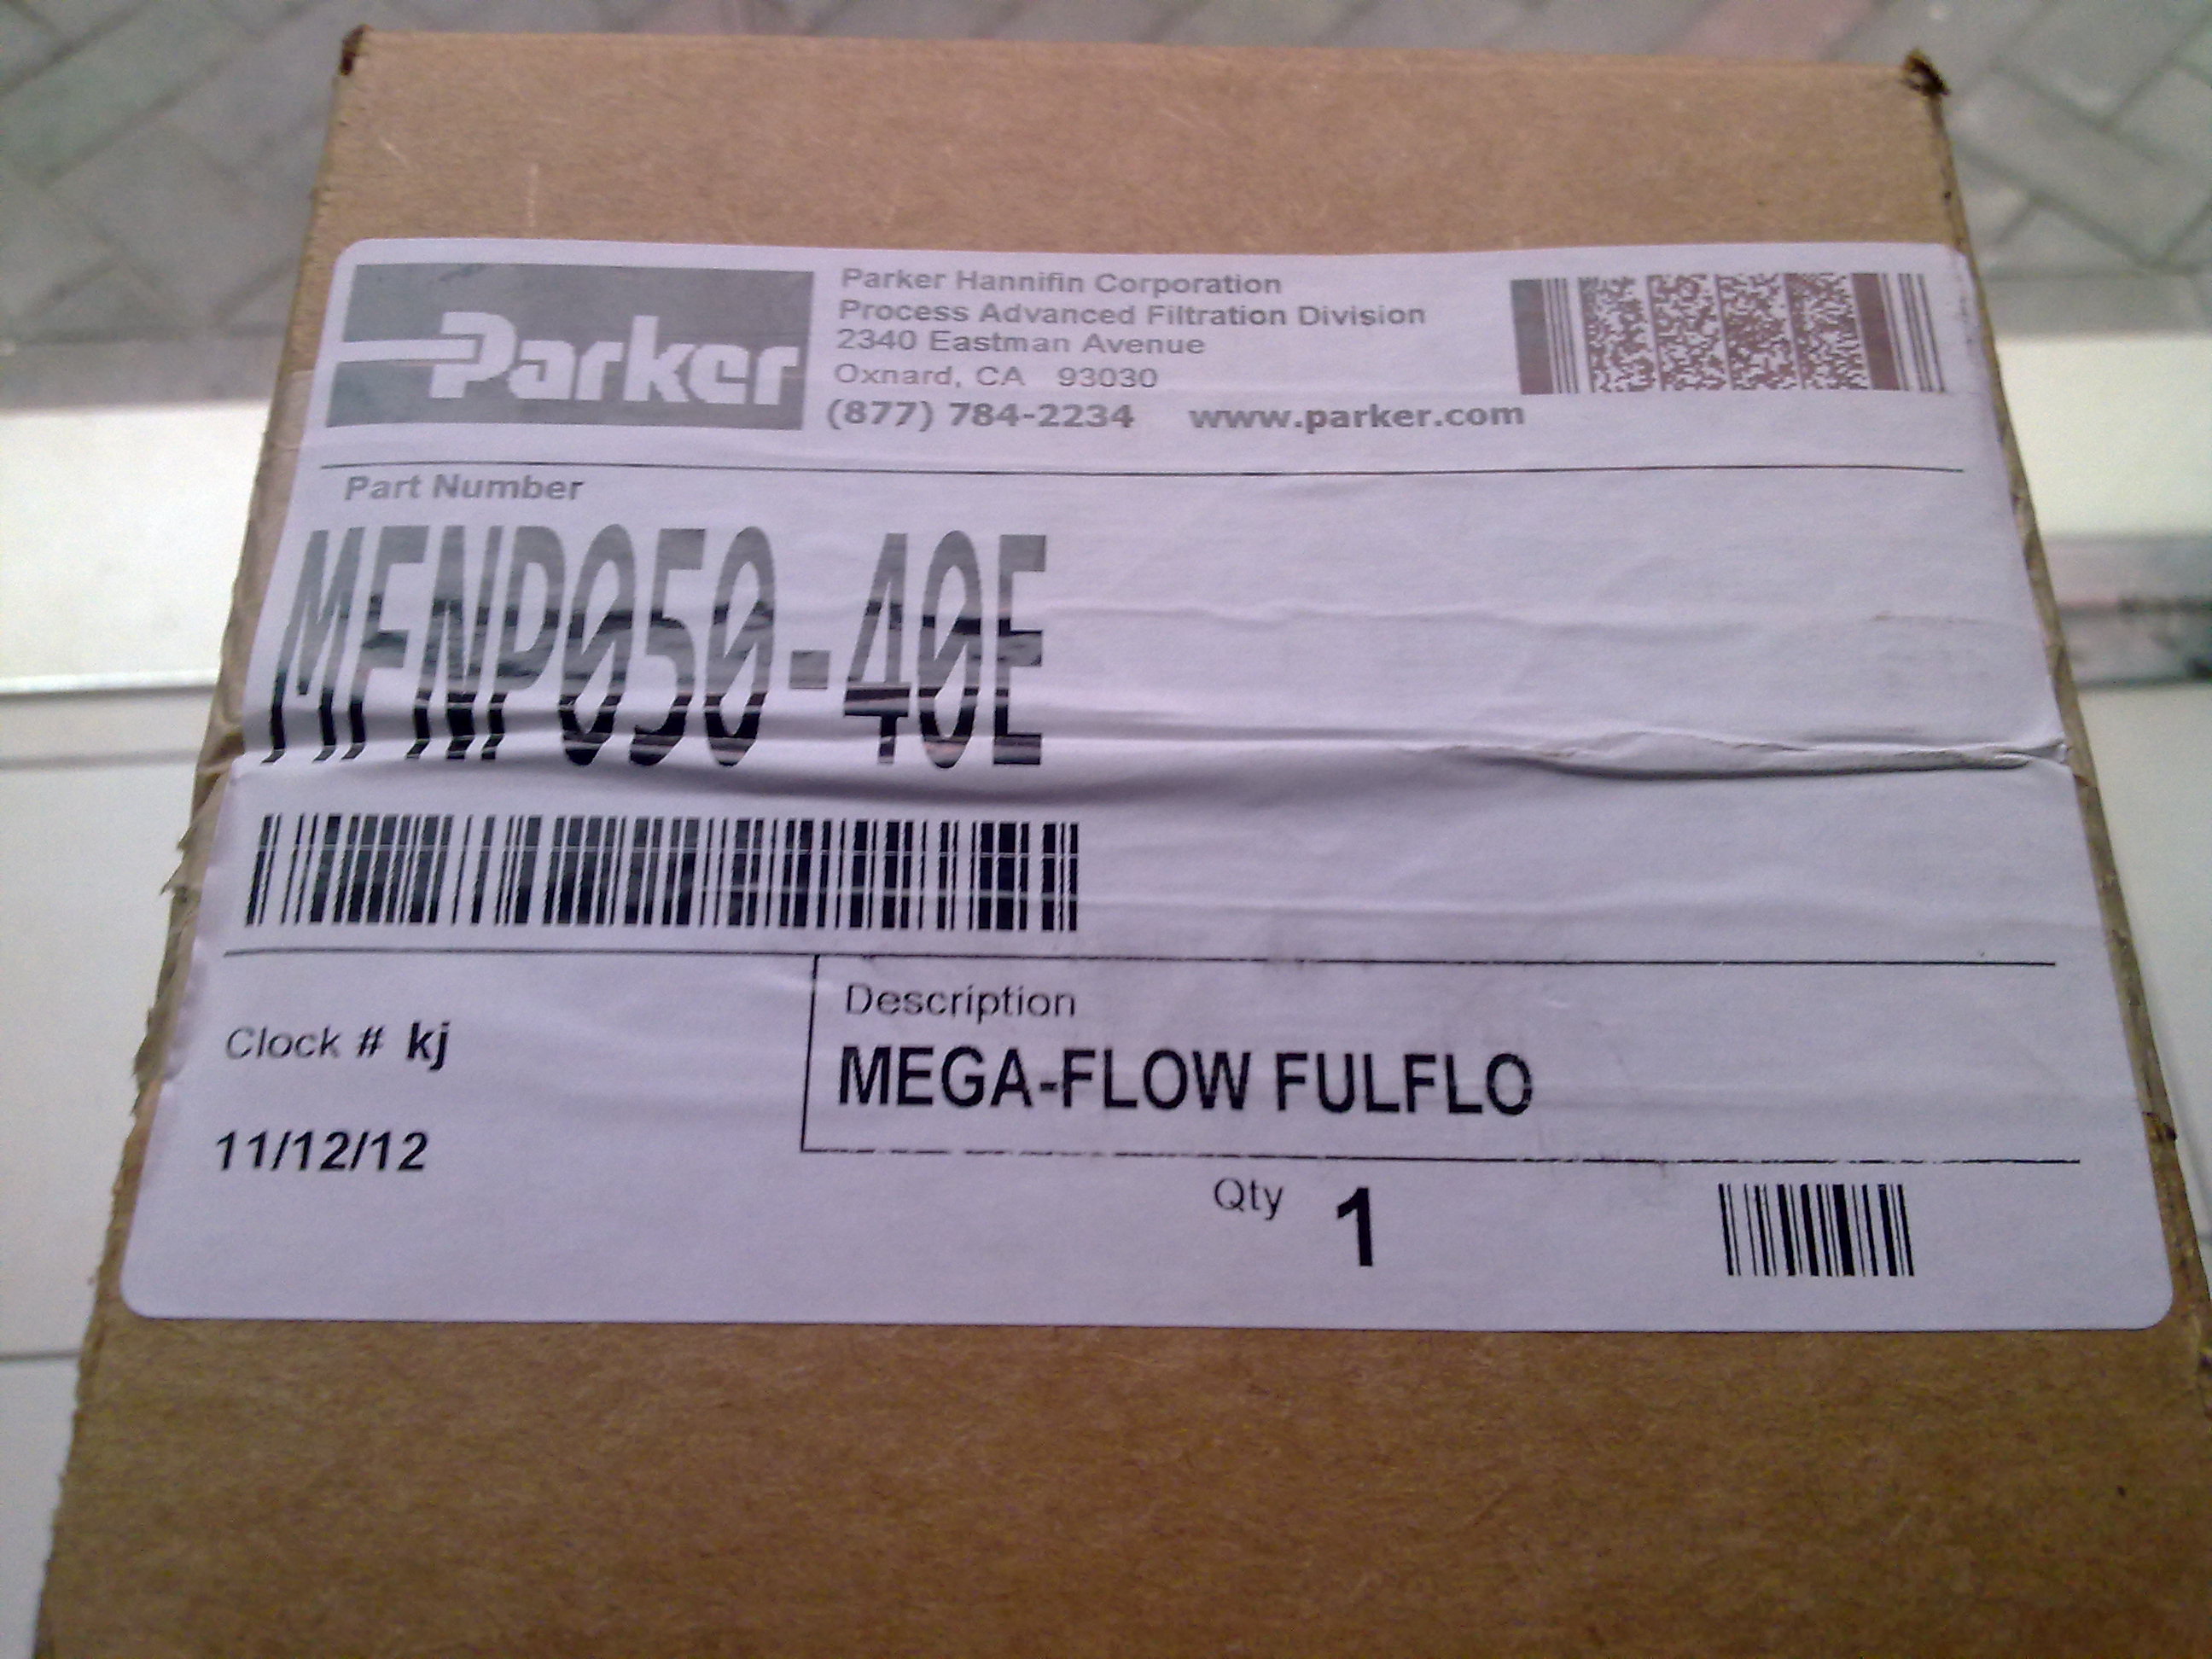 Parker
Parker Hannifin Corporation
Process Advanced Filtration Division
2340 Eastman Avenue
Oxnard, CA 93030
(877) 784-2234 www.parker.com
Part Number
MFNP050-40E
Clock # kj
11/12/12
Description
MEGA-FLOW FULFLO
Qty 1